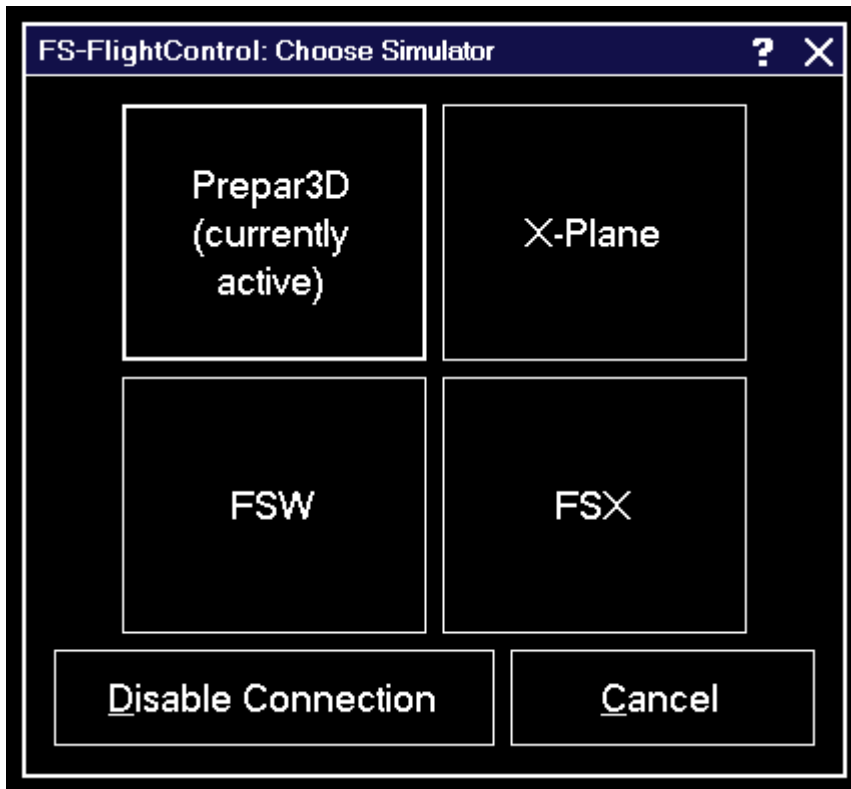 FS-FlightControl: Choose Simulator ? X
Prepar3D
(currently
active)
X-Plane
FSW
FSX
Disable Connection
Cancel